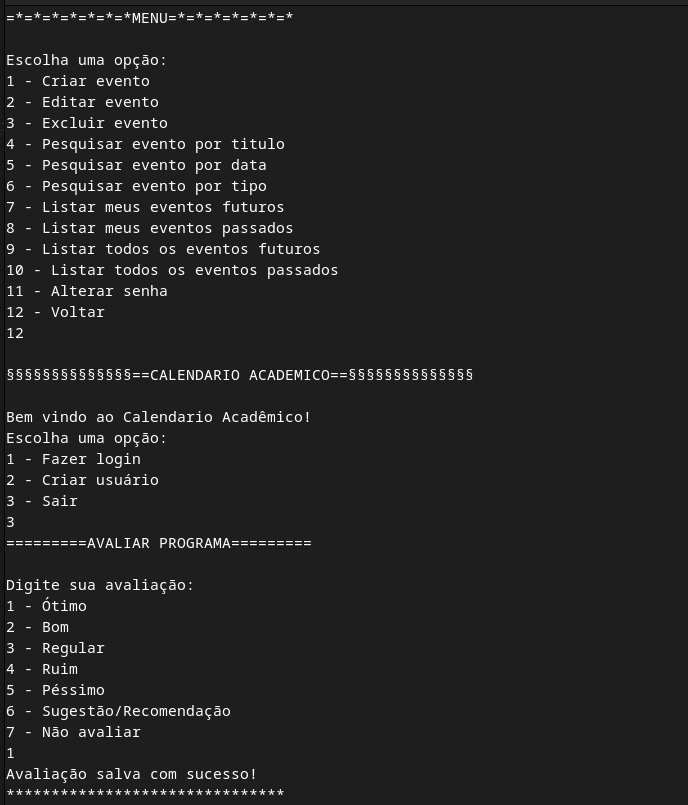 =*=*=*=*=*=*=*MENU=*=*=*=*=*=*=*
Escolha uma opção:
1 - Criar evento
2 - Editar evento
3 - Excluir evento
4 - Pesquisar evento por titulo
5 - Pesquisar evento por data
6 - Pesquisar evento por tipo
7 - Listar meus eventos futuros
8 - Listar meus eventos passados
9 - Listar todos os eventos futuros
10 - Listar todos os eventos passados
11 - Alterar senha
12 - Voltar
12
§§§§§§§§§§§§§§==CALENDARIO ACADEMICO==§§§§§§§§§§§§§§
Bem vindo ao Calendario Acadêmico!
Escolha uma opção:
1 - Fazer login
2 - Criar usuário
3 - Sair
3
=========AVALIAR PROGRAMA=========
Digite sua avaliação:
1 - Ótimo
2 - Bom
3 - Regular
4 - Ruim
5 - Péssimo
6 - Sugestão/Recomendação
7 - Não avaliar
1
Avaliação salva com sucesso!
*******************************